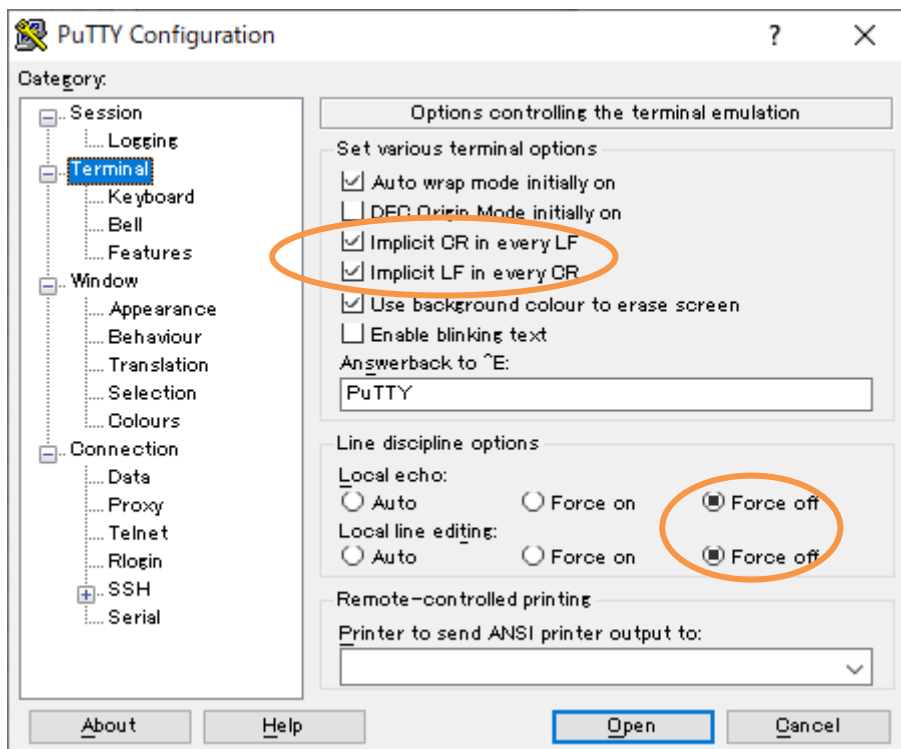 PuTTY Configuration ? ×
Category:
Session
Logging
Terminal
Keyboard
Bell
Features
Window
Appearance
Behaviour
Translation
Selection
Colours
Connection
Data
Proxy
Telnet
Rlogin
SSH
Serial
Options controlling the terminal emulation
Set various terminal options
Auto wrap mode initially on
DEC Origin Mode initially on
Implicit CR in every LF
Implicit LF in every CR
Use background colour to erase screen
Enable blinking text
Answerback to ^E:
PuTTY
Line discipline options
Local echo:
Auto Force on Force off
Local line editing:
Auto Force on Force off
Remote-controlled printing
Printer to send ANSI printer output to:
About Help Open Cancel